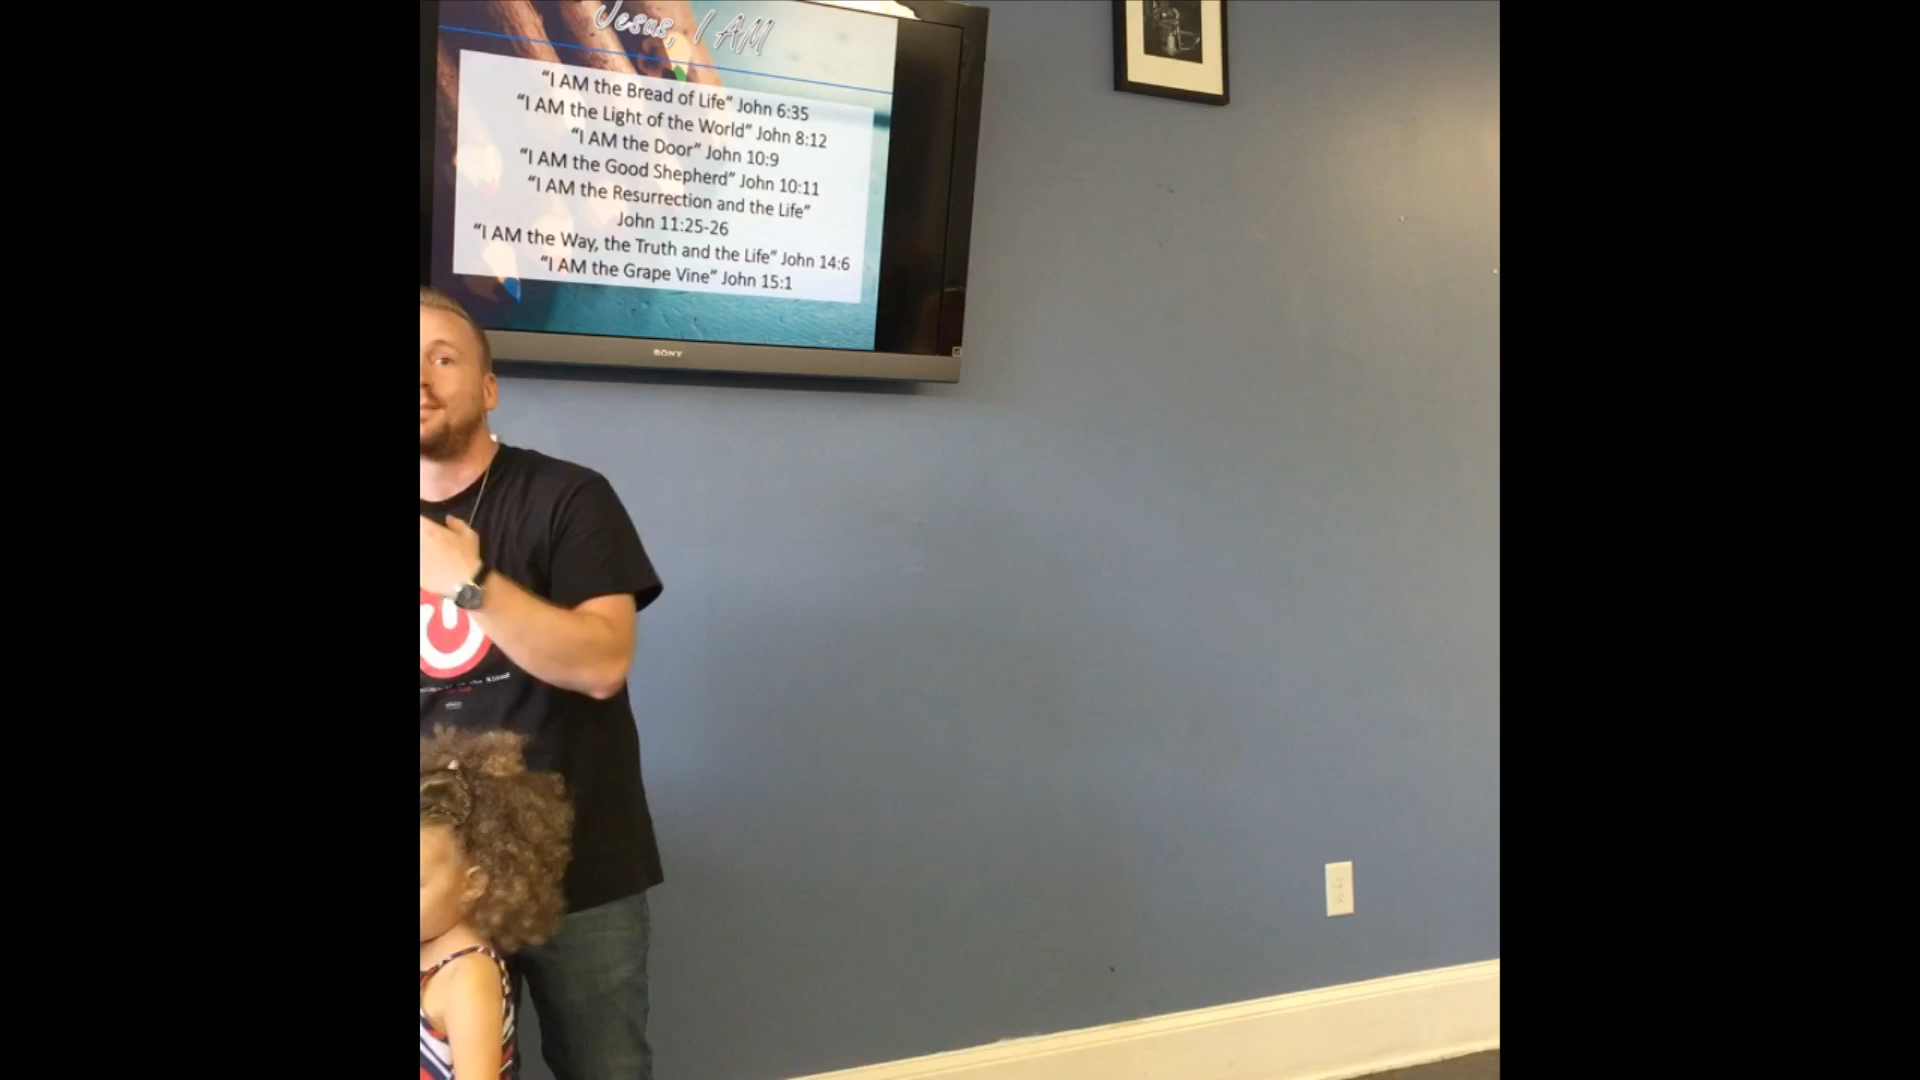 Jesus, I AM
“I AM the Bread of Life” John 6:35
“I AM the Light of the World” John 8:12
“I AM the Door” John 10:9
“I AM the Good Shepherd” John 10:11
“I AM the Resurrection and the Life”
John 11:25-26
“I AM the Way, the Truth and the Life” John 14:6
“I AM the Grape Vine” John 15:1
SONY